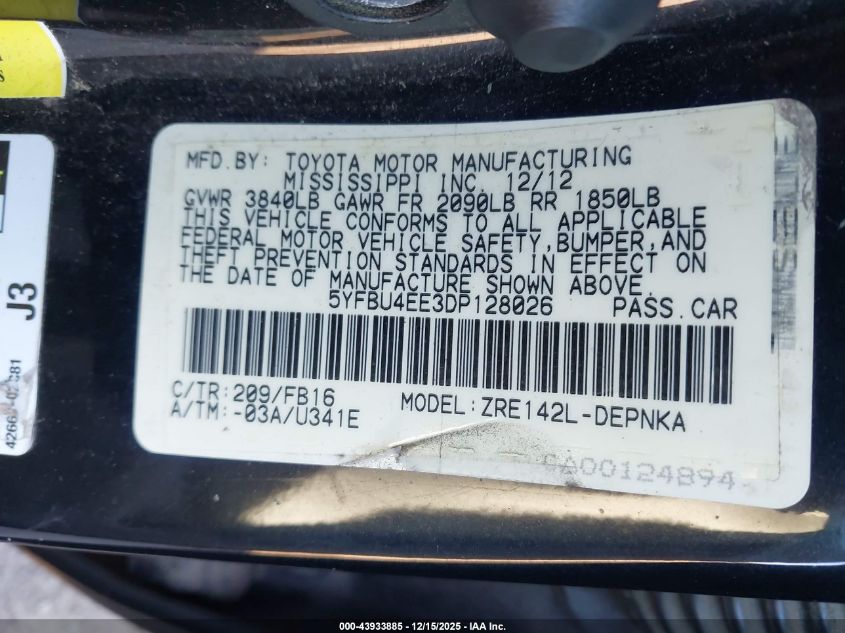 MFD.BY: TOYOTA MOTOR MANUFACTURING
MISSISSIPPI INC. 12/12
GVWR 3840LB GAWR FR 2090LB RR 1850LB
THIS VEHICLE CONFORMS TO ALL APPLICABLE
FEDERAL MOTOR VEHICLE SAFETY,BUMPER,AND
THEFT PREVENTION STANDARDS IN EFFECT ON
THE DATE OF MANUFACTURE SHOWN ABOVE.
5YFBU4EE3DP128026 PASS.CAR
C/TR:209/FB16
A/TM:-03A/U341E
MODEL:ZRE142L-DEPNKA
J3
000-43933885 - 12/15/2025 - IAA Inc.